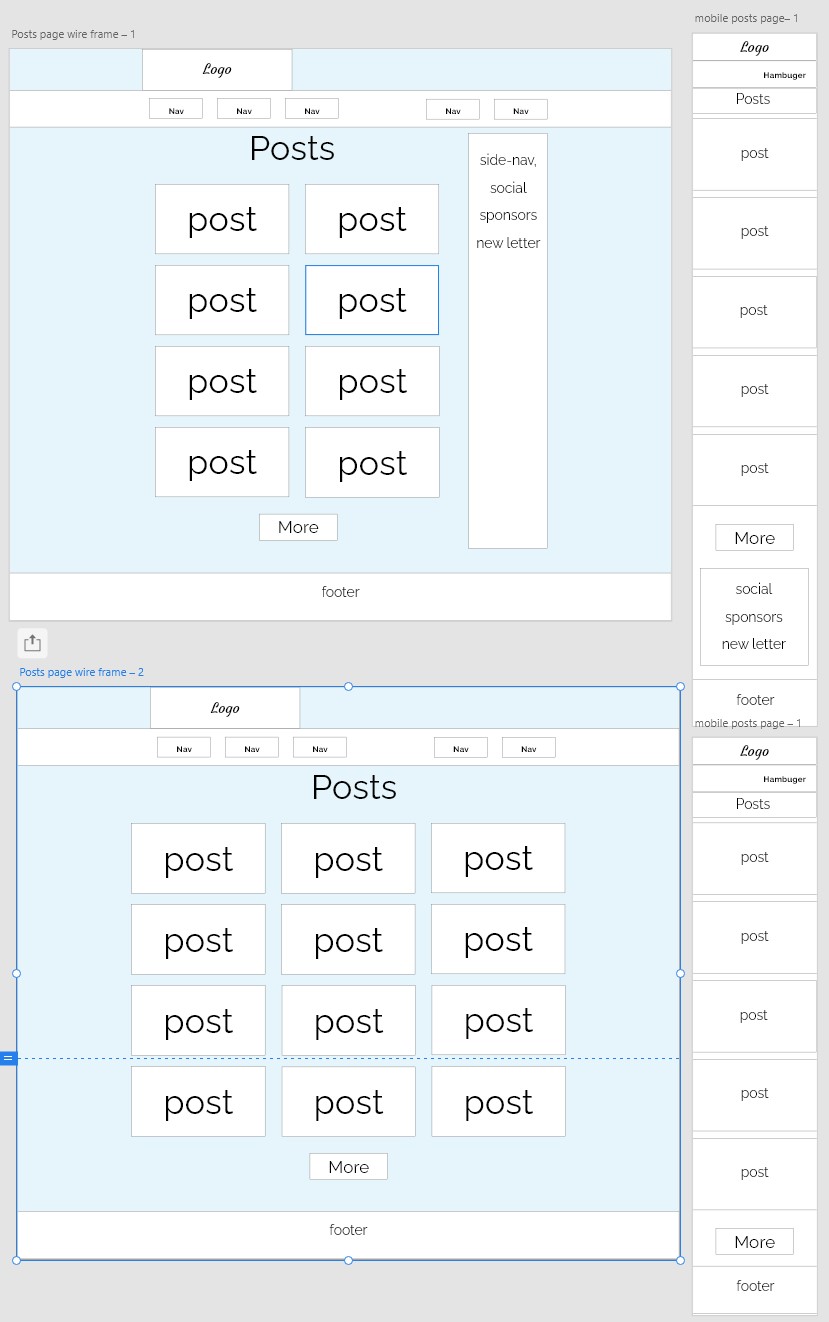 Posts page wire frame – 1
Logo
Nav Nav Nav Nav Nav
Posts
side-nav,
social
sponsors
new letter
post post
post post
post post
post post
More
footer
mobile posts page– 1
Logo
Hambuger
Posts
post
post
post
post
post
More
social
sponsors
new letter
footer
Posts page wire frame – 2
Logo
Nav Nav Nav Nav Nav
Posts
post post post
post post post
post post post
post post post
More
footer
mobile posts page – 1
Logo
Hambuger
Posts
post
post
post
post
post
More
footer